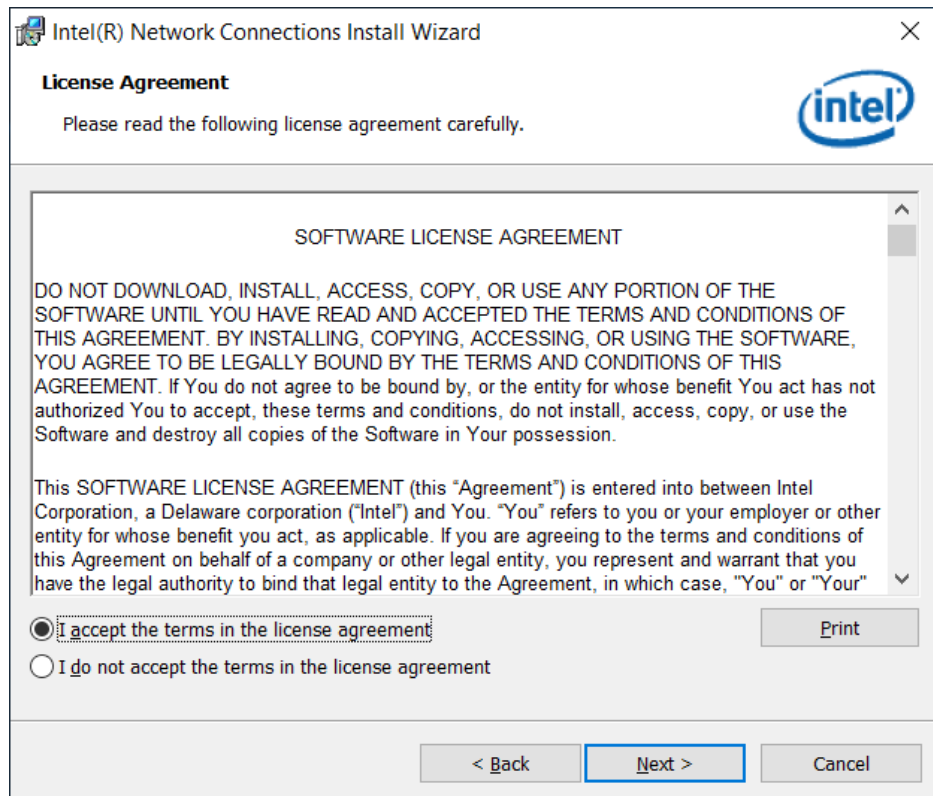 Intel(R) Network Connections Install Wizard
License Agreement
Please read the following license agreement carefully.
intel
SOFTWARE LICENSE AGREEMENT
DO NOT DOWNLOAD, INSTALL, ACCESS, COPY, OR USE ANY PORTION OF THE
SOFTWARE UNTIL YOU HAVE READ AND ACCEPTED THE TERMS AND CONDITIONS OF
THIS AGREEMENT. BY INSTALLING, COPYING, ACCESSING, OR USING THE SOFTWARE,
YOU AGREE TO BE LEGALLY BOUND BY THE TERMS AND CONDITIONS OF THIS
AGREEMENT. If You do not agree to be bound by, or the entity for whose benefit You act has not
authorized You to accept, these terms and conditions, do not install, access, copy, or use the
Software and destroy all copies of the Software in Your possession.
This SOFTWARE LICENSE AGREEMENT (this “Agreement”) is entered into between Intel
Corporation, a Delaware corporation (“Intel”) and You. “You” refers to you or your employer or other
entity for whose benefit you act, as applicable. If you are agreeing to the terms and conditions of
this Agreement on behalf of a company or other legal entity, you represent and warrant that you
have the legal authority to bind that legal entity to the Agreement, in which case, "You" or "Your"
I accept the terms in the license agreement
Print
I do not accept the terms in the license agreement
< Back
Next >
Cancel